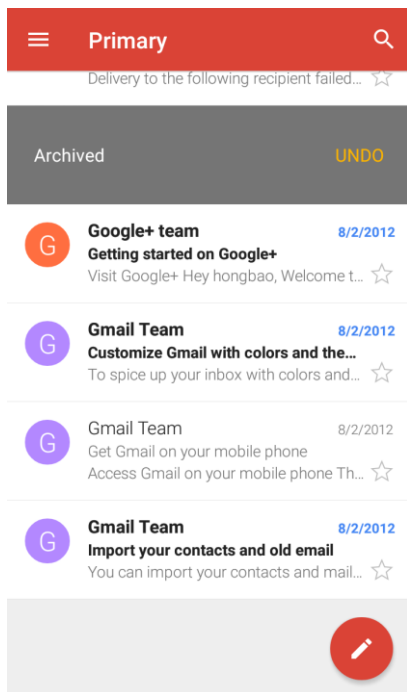 Primary
Delivery to the following recipient failed...
Archived UNDO
G Google+ team 8/2/2012
Getting started on Google+
Visit Google+ Hey hongbao, Welcome t...
G Gmail Team 8/2/2012
Customize Gmail with colors and the...
To spice up your inbox with colors and...
G Gmail Team 8/2/2012
Get Gmail on your mobile phone
Access Gmail on your mobile phone Th...
G Gmail Team 8/2/2012
Import your contacts and old email
You can import your contacts and mail...